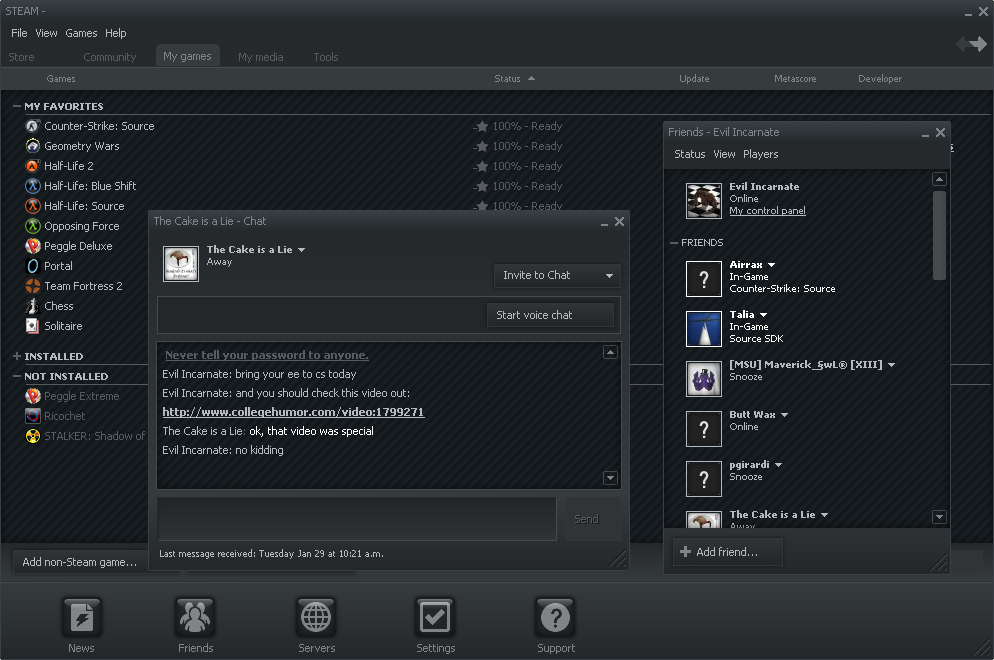 STEAM -
File View Games Help
Store Community My games My media Tools
Games Status Update Metascore Developer
MY FAVORITES
Counter-Strike: Source 100% - Ready
Geometry Wars 100% - Ready
Half-Life 2 100% - Ready
Half-Life: Blue Shift 100% - Ready
Half-Life: Source 100% - Ready
Opposing Force
Peggle Deluxe
Portal
Team Fortress 2
Chess
Solitaire
INSTALLED
NOT INSTALLED
Peggle Extreme
Ricochet
STALKER: Shadow of
Add non-Steam game...
The Cake is a Lie - Chat
The Cake is a Lie
Away
Invite to Chat
Start voice chat
Never tell your password to anyone.
Evil Incarnate: bring your ee to cs today
Evil Incarnate: and you should check this video out:
http://www.collegehumor.com/video:1799271
The Cake is a Lie: ok, that video was special
Evil Incarnate: no kidding
Send
Last message received: Tuesday Jan 29 at 10:21 a.m.
Friends - Evil Incarnate
Status View Players
Evil Incarnate
Online
My control panel
FRIENDS
?
Airrax
In-Game
Counter-Strike: Source
Talia
In-Game
Source SDK
[MSU] Maverick_§wL® [XIII]
Snooze
?
Butt Wax
Online
?
pgirardi
Snooze
The Cake is a Lie
Away
Add friend...
News Friends Servers Settings Support